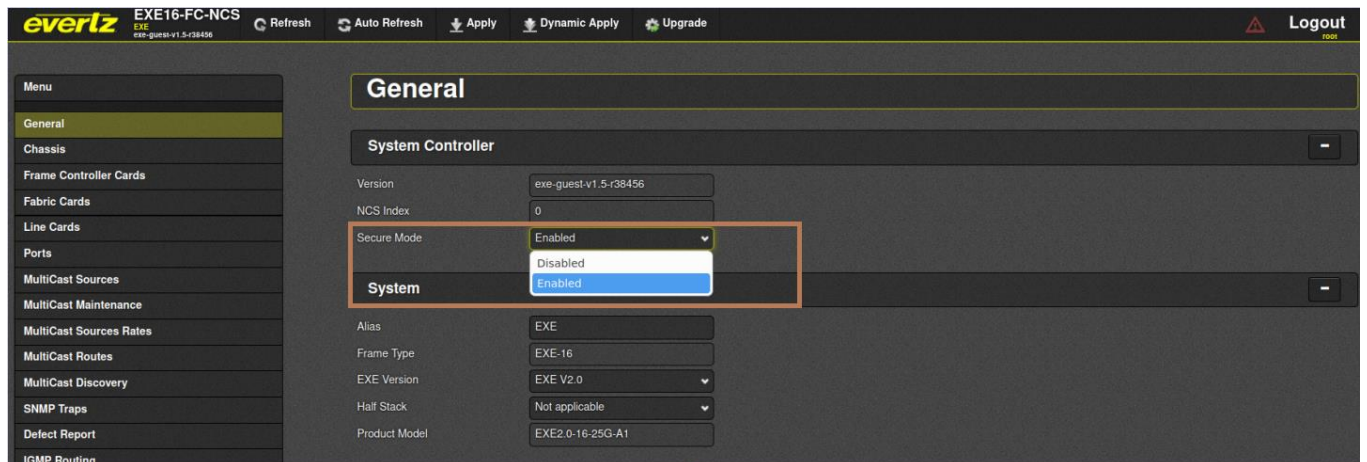 evertz
EXE16-FC-NCS
EXE
exe-guest-v1.5-r38456
Refresh
Auto Refresh
Apply
Dynamic Apply
Upgrade
Logout
root
Menu
General
Chassis
Frame Controller Cards
Fabric Cards
Line Cards
Ports
MultiCast Sources
MultiCast Maintenance
MultiCast Sources Rates
MultiCast Routes
MultiCast Discovery
SNMP Traps
Defect Report
IGMP Routing
General
System Controller
Version exe-guest-v1.5-r38456
NCS Index 0
Secure Mode Enabled
Disabled
Enabled
System
Alias EXE
Frame Type EXE-16
EXE Version EXE V2.0
Half Stack Not applicable
Product Model EXE2.0-16-25G-A1